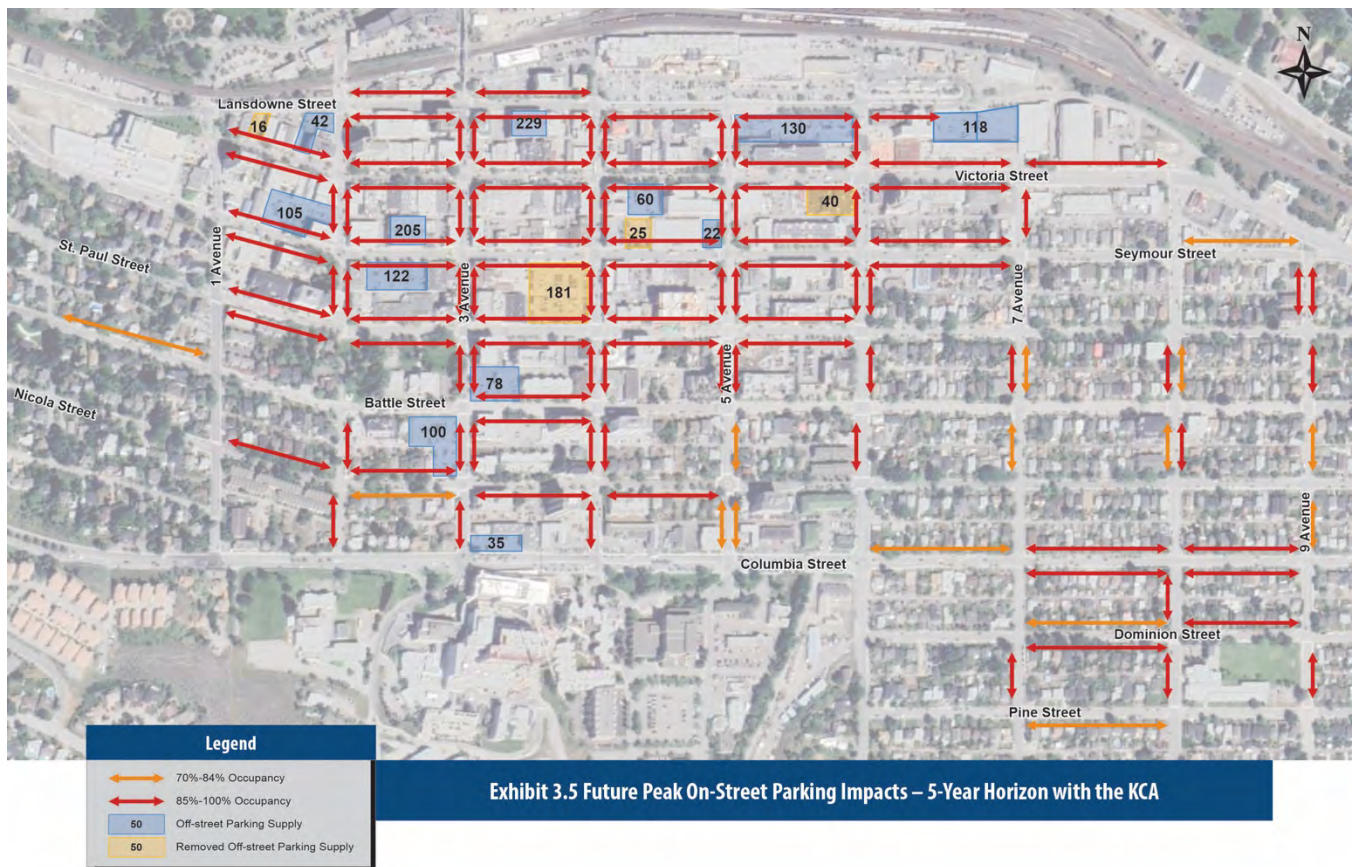 N
Lansdowne Street
16
42
229
130
118
Victoria Street
105
205
60
40
25
22
St. Paul Street
1 Avenue
Seymour Street
122
3 Avenue
181
7 Avenue
5 Avenue
78
Nicola Street
Battle Street
100
9 Avenue
35
Columbia Street
Dominion Street
Pine Street
Legend
70%-84% Occupancy
85%-100% Occupancy
50 Off-street Parking Supply
50 Removed Off-street Parking Supply
Exhibit 3.5 Future Peak On-Street Parking Impacts – 5-Year Horizon with the KCA